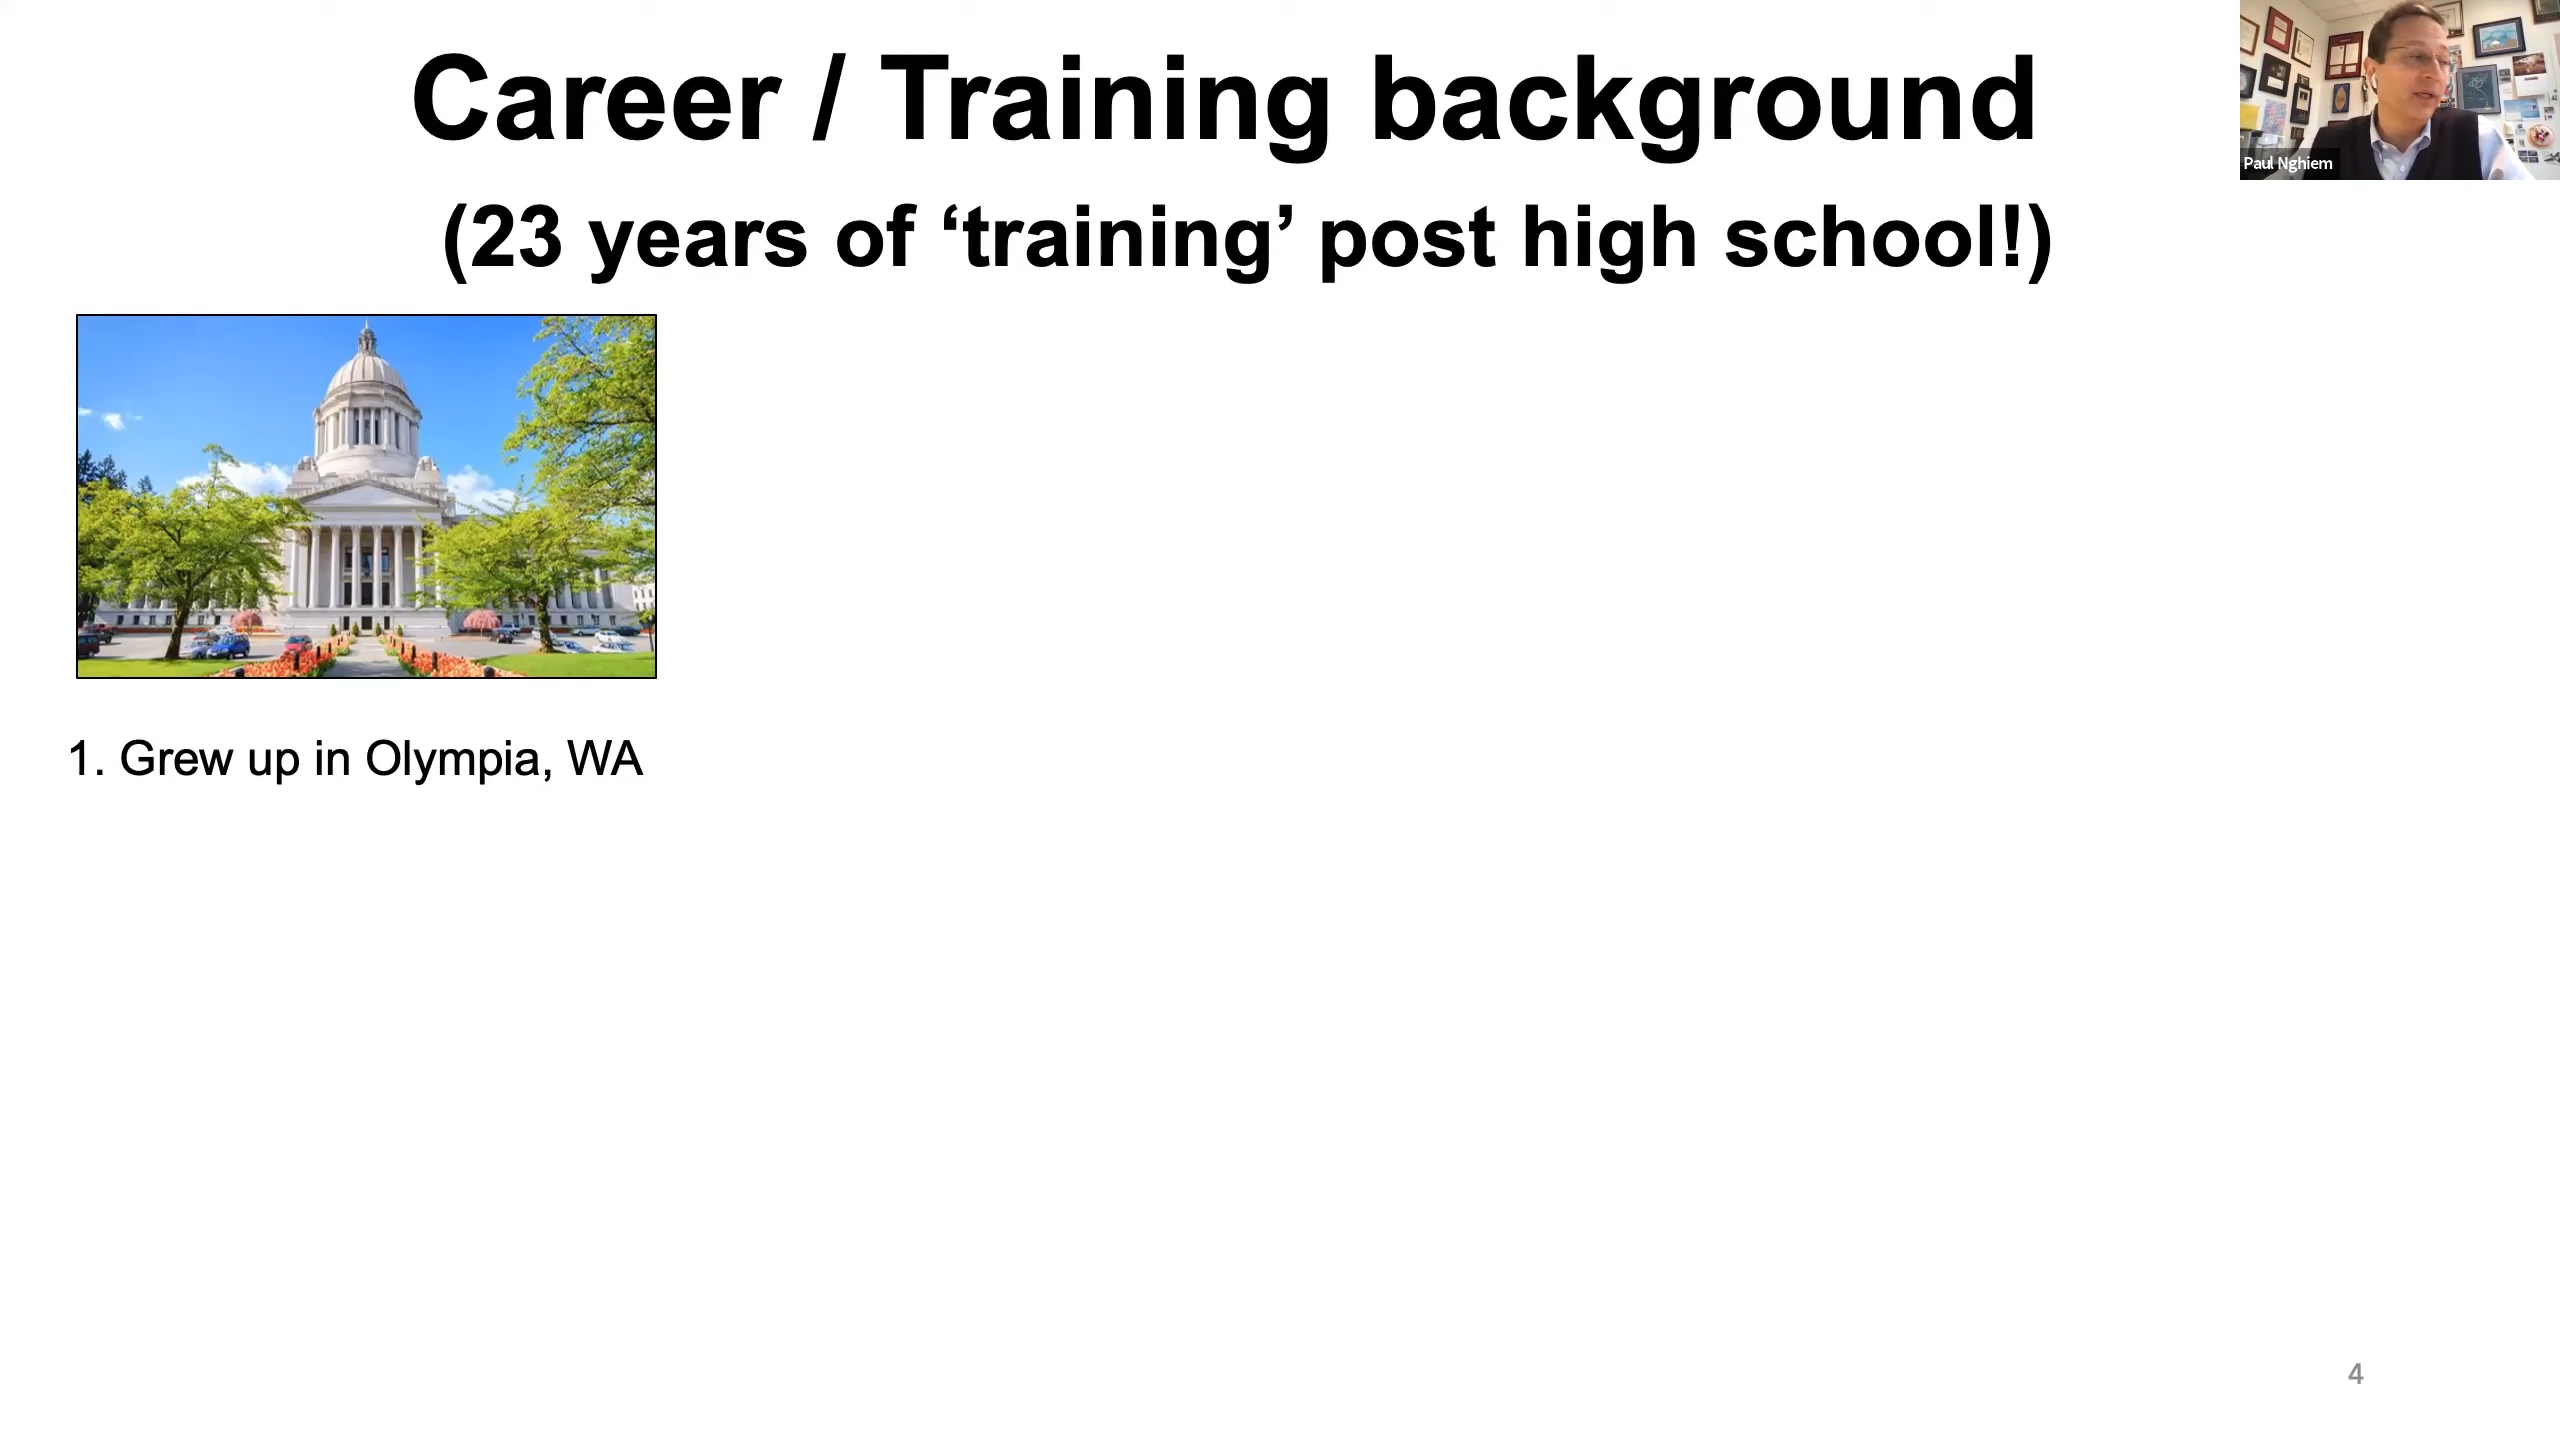 Career / Training background
(23 years of ‘training’ post high school!)
Paul Nghiem
1. Grew up in Olympia, WA
4